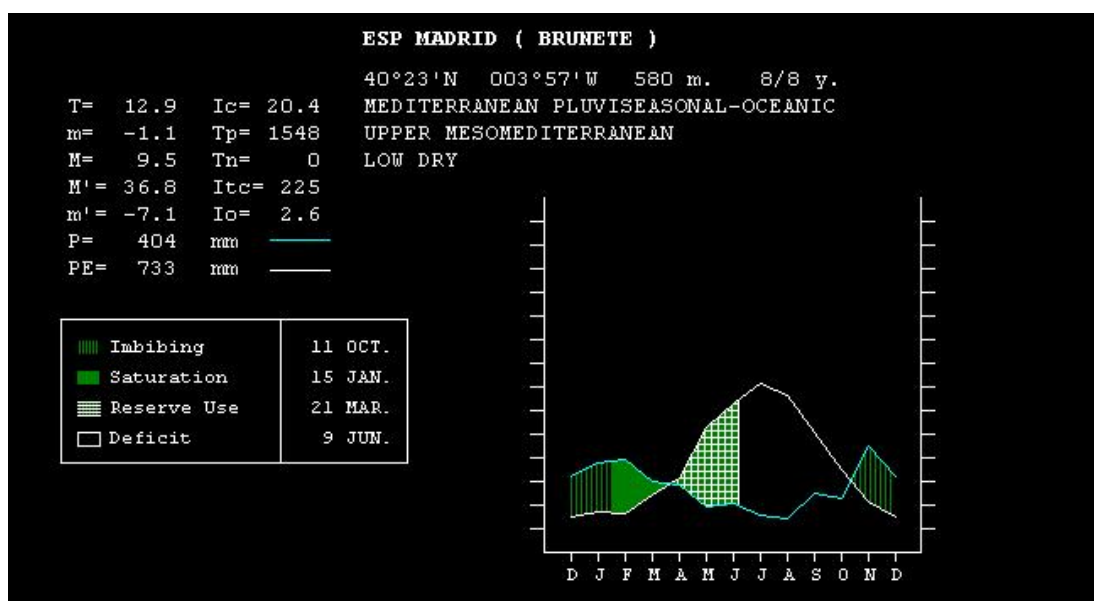 ESP MADRID ( BRUNETE )
40°23'N 003°57'W 580 m. 8/8 y.
T= 12.9 Ic= 20.4 MEDITERRANEAN PLUVISEASONAL-OCEANIC
m= -1.1 Tp= 1548 UPPER MESOMEDITERRANEAN
M= 9.5 Tn= 0 LOW DRY
M'= 36.8 Itc= 225
m'= -7.1 Io= 2.6
P= 404 mm
PE= 733 mm
Imbibing 11 OCT.
Saturation 15 JAN.
Reserve Use 21 MAR.
Deficit 9 JUN.
D J F M A M J J A S O N D